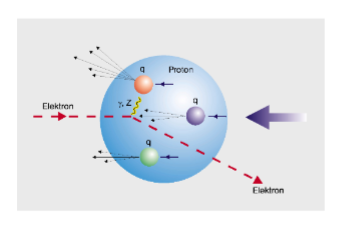 q
Proton
Elektron
γ, Z
q
q
Elektron